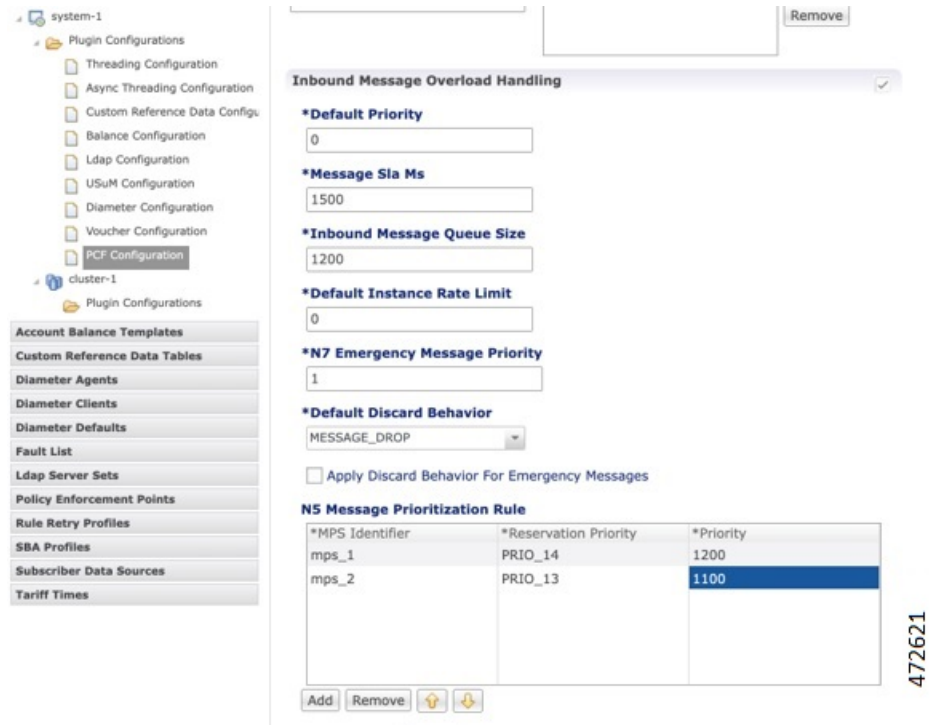 system-1
Plugin Configurations
Threading Configuration
Async Threading Configuration
Custom Reference Data Configu
Balance Configuration
Ldap Configuration
USuM Configuration
Diameter Configuration
Voucher Configuration
PCF Configuration
cluster-1
Plugin Configurations
Account Balance Templates
Custom Reference Data Tables
Diameter Agents
Diameter Clients
Diameter Defaults
Fault List
Ldap Server Sets
Policy Enforcement Points
Rule Retry Profiles
SBA Profiles
Subscriber Data Sources
Tariff Times
Remove
Inbound Message Overload Handling
*Default Priority
0
*Message Sla Ms
1500
*Inbound Message Queue Size
1200
*Default Instance Rate Limit
0
*N7 Emergency Message Priority
1
*Default Discard Behavior
MESSAGE_DROP
Apply Discard Behavior For Emergency Messages
N5 Message Prioritization Rule
*MPS Identifier *Reservation Priority *Priority
mps_1 PRIO_14 1200
mps_2 PRIO_13 1100
Add Remove
472621